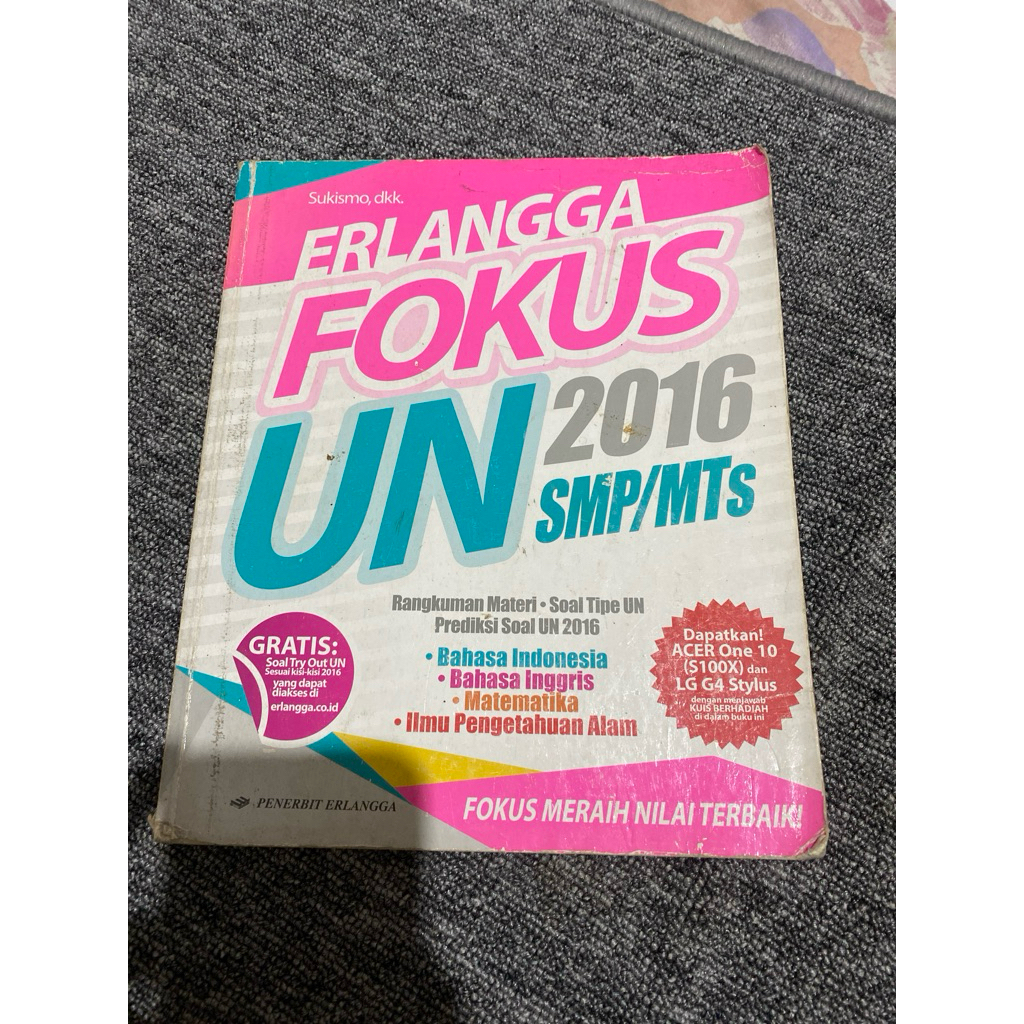 Sukismo, dkk.
ERLANGGA
FOKUS
UN 2016
SMP/MTs
Rangkuman Materi • Soal Tipe UN
Prediksi Soal UN 2016
• Bahasa Indonesia
• Bahasa Inggris
• Matematika
• Ilmu Pengetahuan Alam
GRATIS:
Soal Try Out UN
Sesuai kisi-kisi 2016
yang dapat
diakses di
erlangga.co.id
Dapatkan!
ACER One 10
(S100X) dan
LG G4 Stylus
dengan menjawab
KUIS BERHADIAH
di dalam buku ini
PENERBIT ERLANGGA
FOKUS MERAIH NILAI TERBAIK!